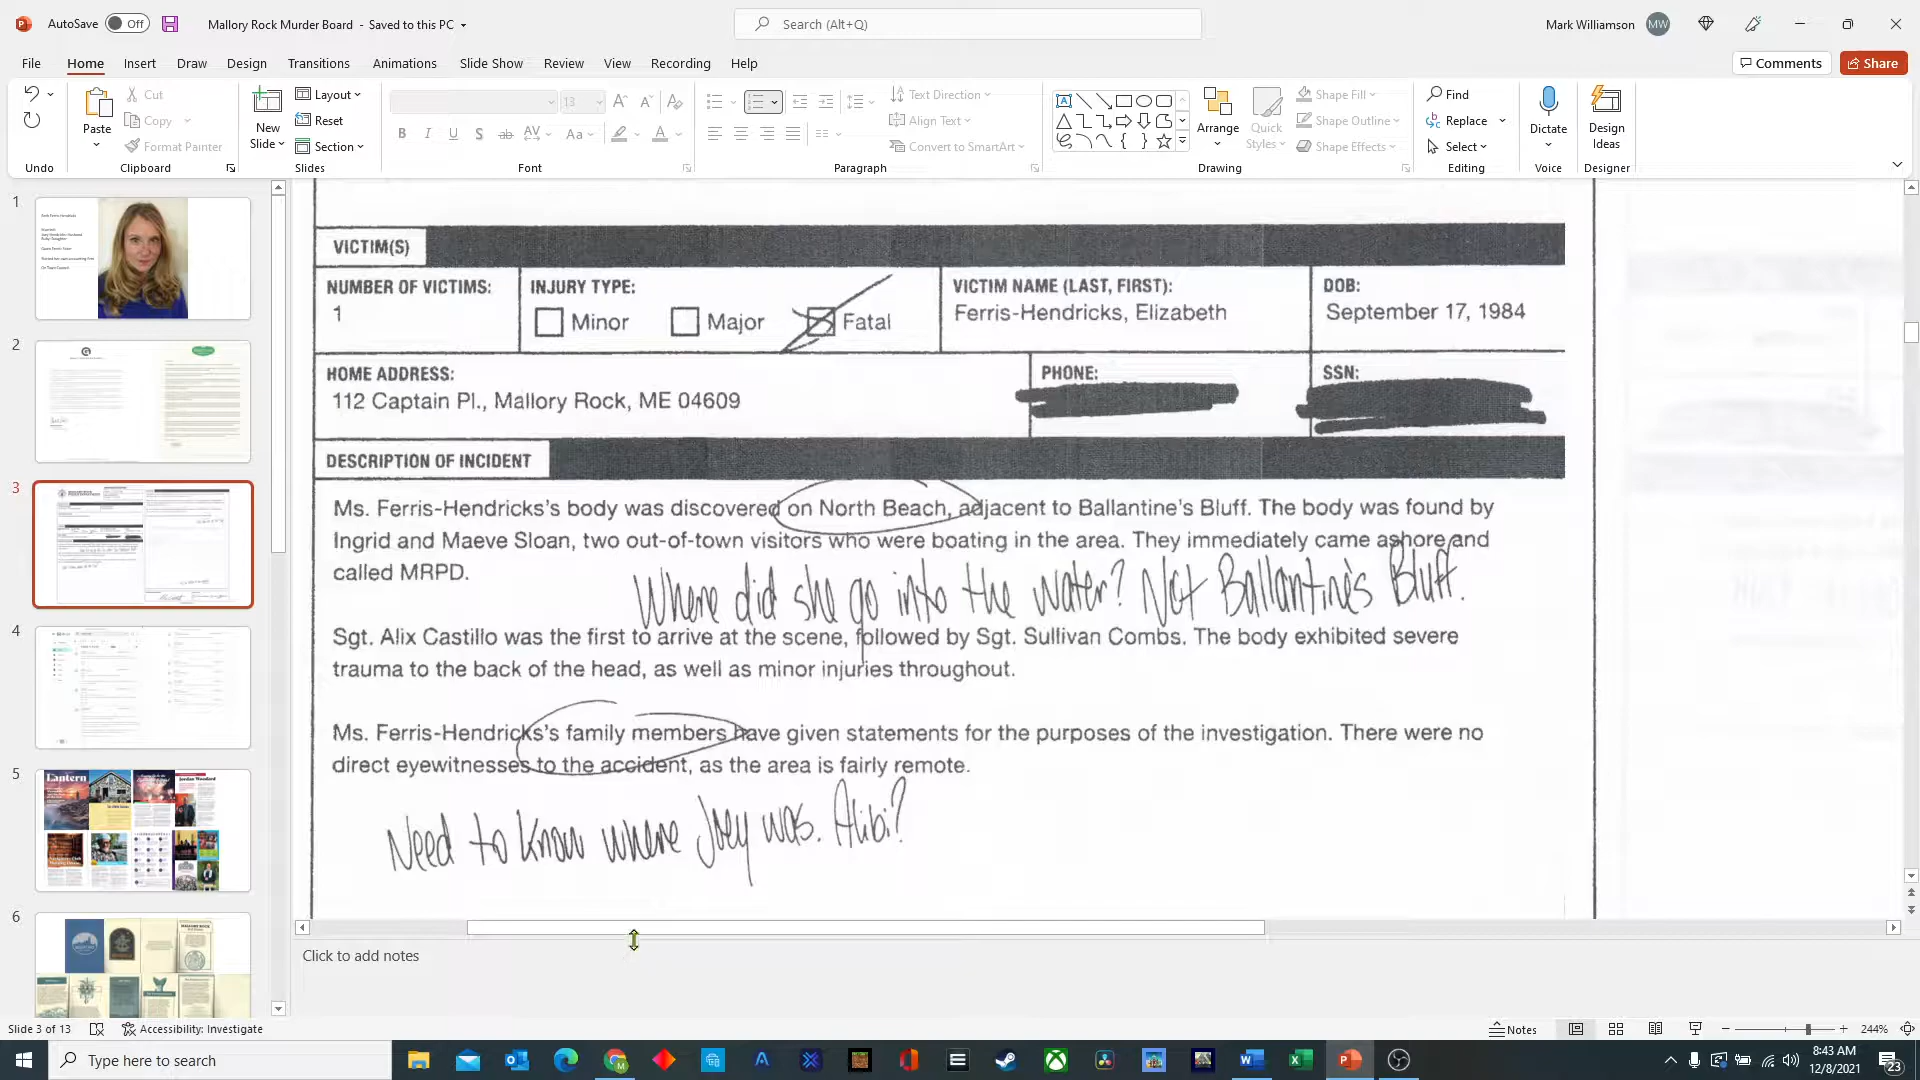 AutoSave Off Mallory Rock Murder Board - Saved to this PC Search (Alt+Q) Mark Williamson MW
File Home Insert Draw Design Transitions Animations Slide Show Review View Recording Help Comments Share
Cut
Copy
Format Painter
Paste
New
Slide
Layout
Reset
Section
13
B I U S ab AV Aa A
Text Direction
Align Text
Convert to SmartArt
Arrange
Quick
Styles
Shape Fill
Shape Outline
Shape Effects
Find
Replace
Select
Dictate
Design
Ideas
Undo Clipboard Slides Font Paragraph Drawing Editing Voice Designer
1
2
3
4
5
Lantern
6
VICTIM(S)
NUMBER OF VICTIMS:
1
INJURY TYPE:
Minor Major Fatal
VICTIM NAME (LAST, FIRST):
Ferris-Hendricks, Elizabeth
DOB:
September 17, 1984
HOME ADDRESS:
112 Captain Pl., Mallory Rock, ME 04609
PHONE:
SSN:
DESCRIPTION OF INCIDENT
Ms. Ferris-Hendricks's body was discovered on North Beach, adjacent to Ballantine's Bluff. The body was found by
Ingrid and Maeve Sloan, two out-of-town visitors who were boating in the area. They immediately came ashore and
called MRPD.
Where did she go into the water? Not Ballantine's Bluff.
Sgt. Alix Castillo was the first to arrive at the scene, followed by Sgt. Sullivan Combs. The body exhibited severe
trauma to the back of the head, as well as minor injuries throughout.
Ms. Ferris-Hendricks's family members have given statements for the purposes of the investigation. There were no
direct eyewitnesses to the accident, as the area is fairly remote.
Need to know where Joey was. Alibi?
Click to add notes
Slide 3 of 13 Accessibility: Investigate Notes 244%
Type here to search
8:43 AM
12/8/2021
23